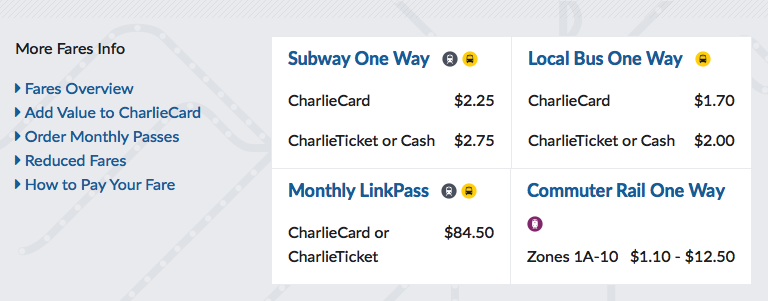 More Fares Info
Fares Overview
Add Value to CharlieCard
Order Monthly Passes
Reduced Fares
How to Pay Your Fare
Subway One Way
CharlieCard $2.25
CharlieTicket or Cash $2.75
Local Bus One Way
CharlieCard $1.70
CharlieTicket or Cash $2.00
Monthly LinkPass
CharlieCard or $84.50
CharlieTicket
Commuter Rail One Way
Zones 1A-10 $1.10 - $12.50